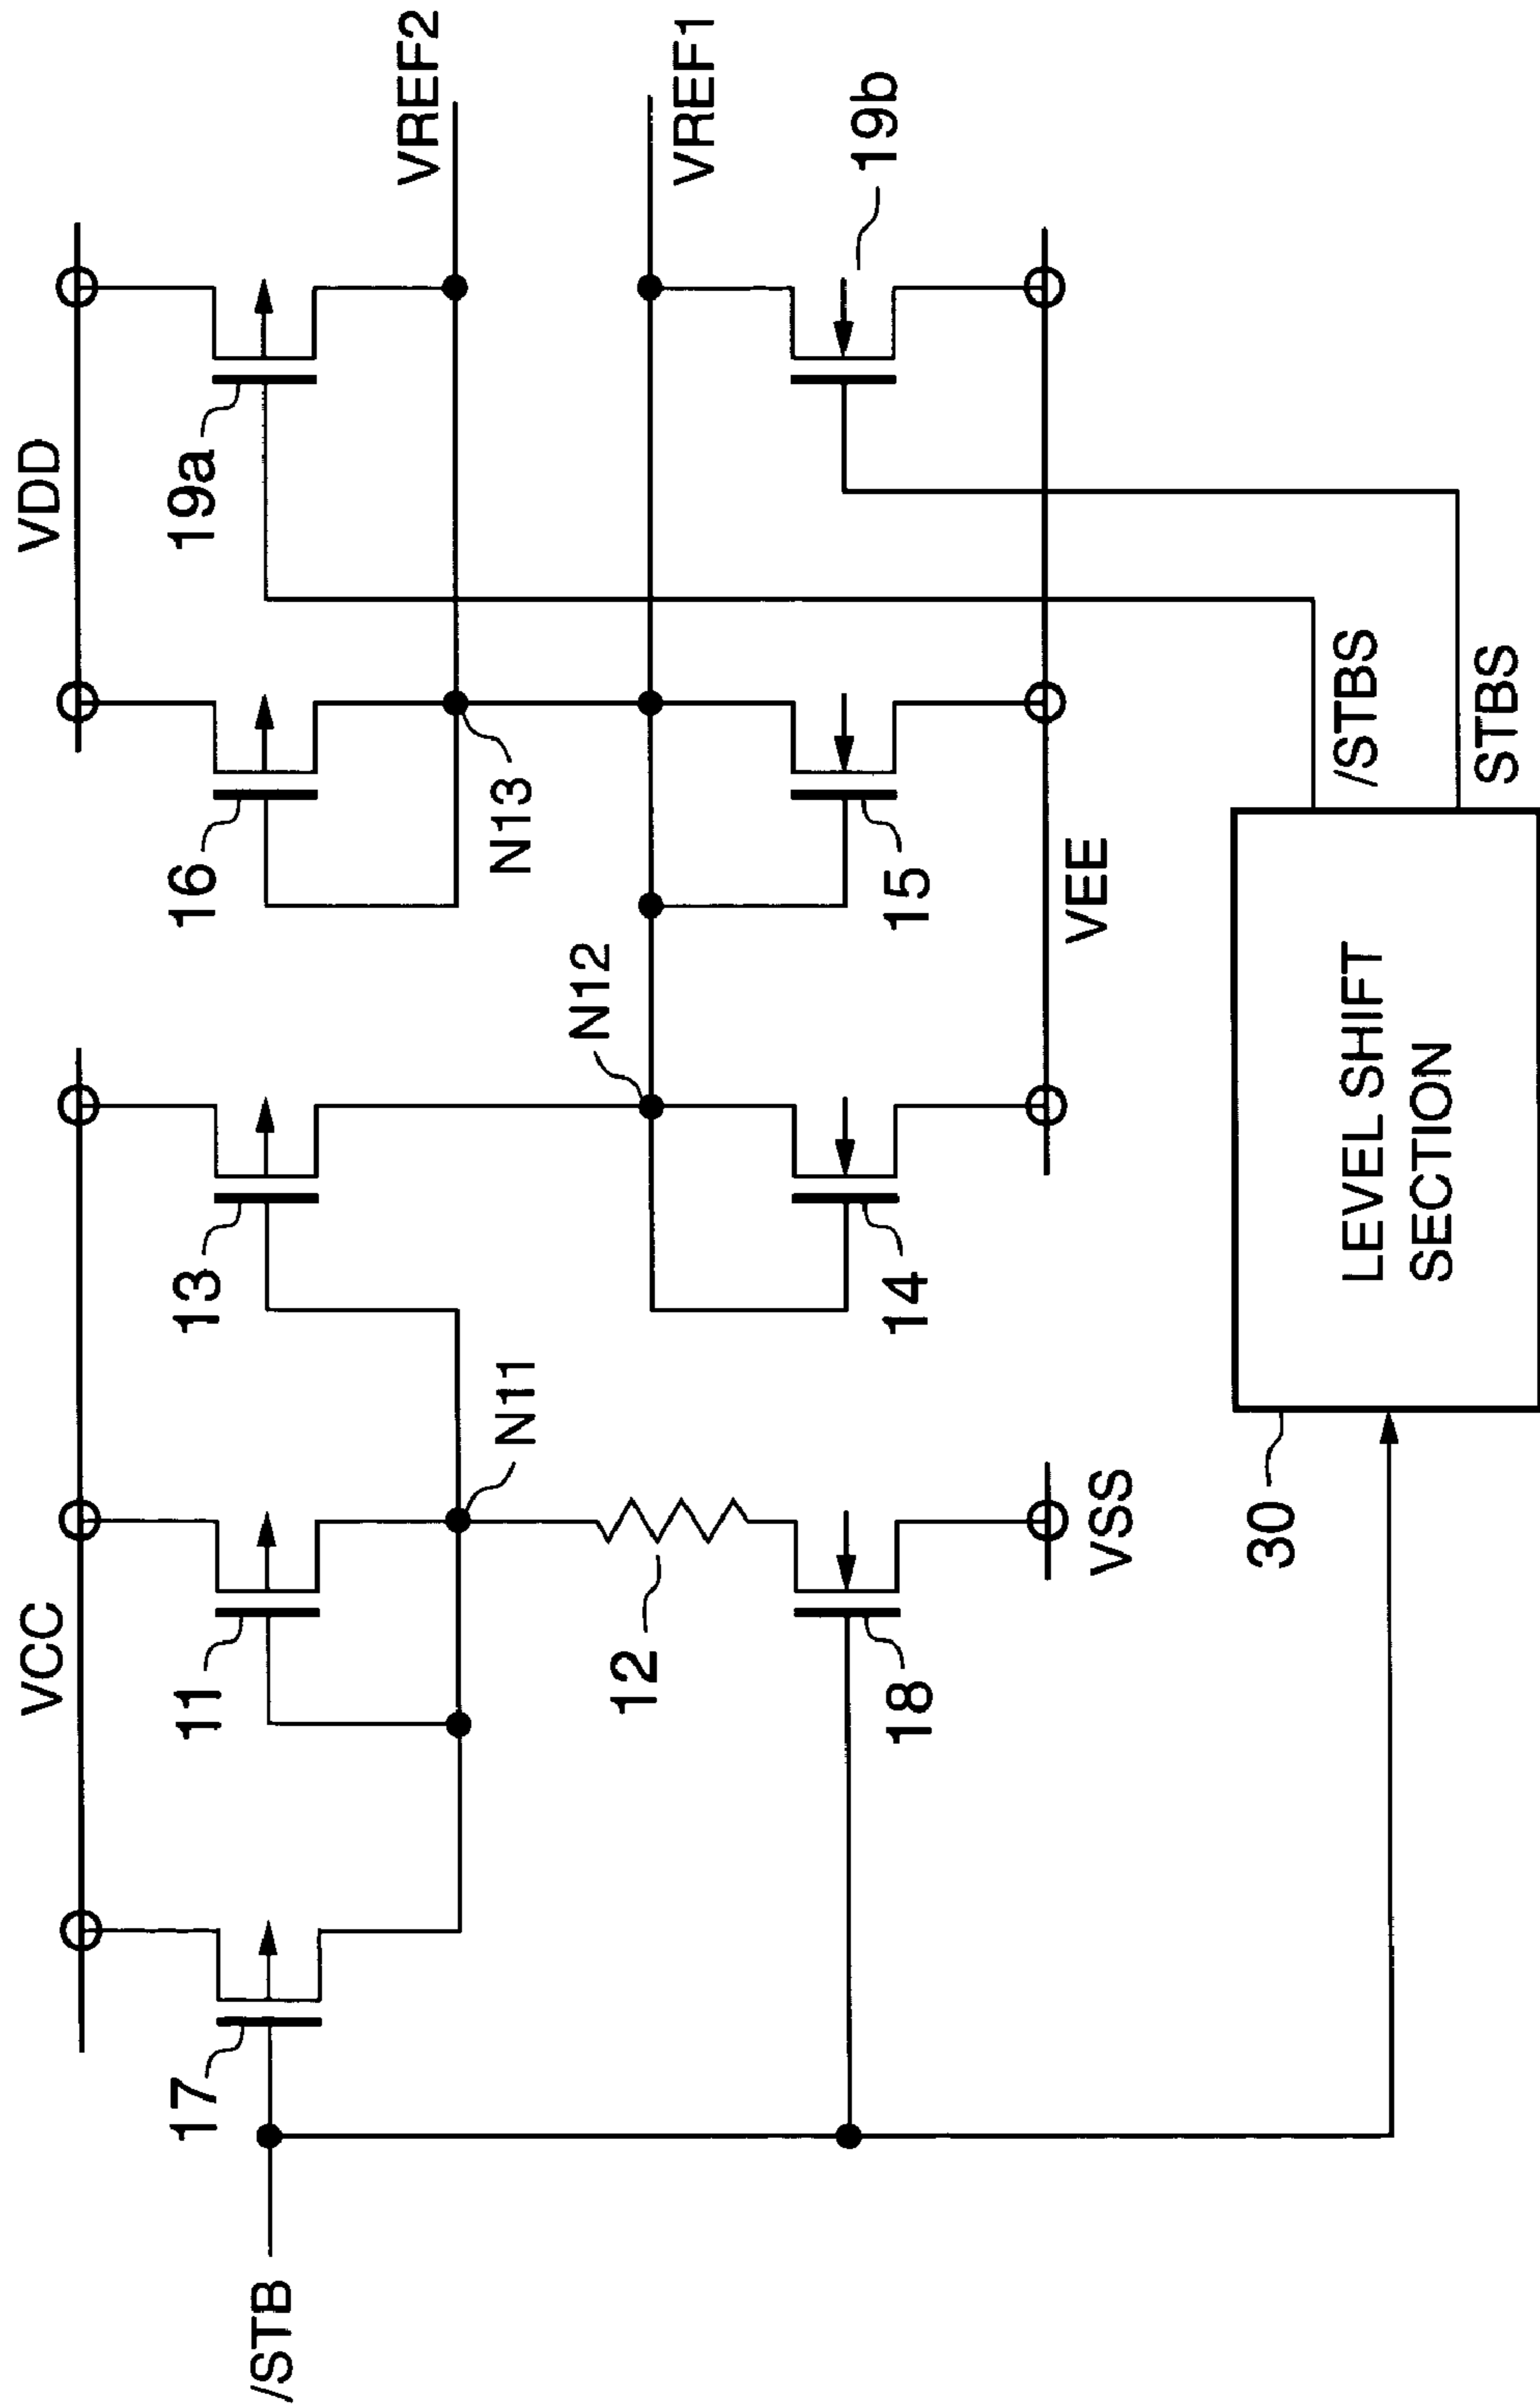 VCC
VDD
17
11
13
16
19a
VREF2
/STB
N11
N12
N13
VREF1
12
18
14
15
19b
VSS
VEE
30
LEVEL SHIFT
SECTION
/STBS
STBS